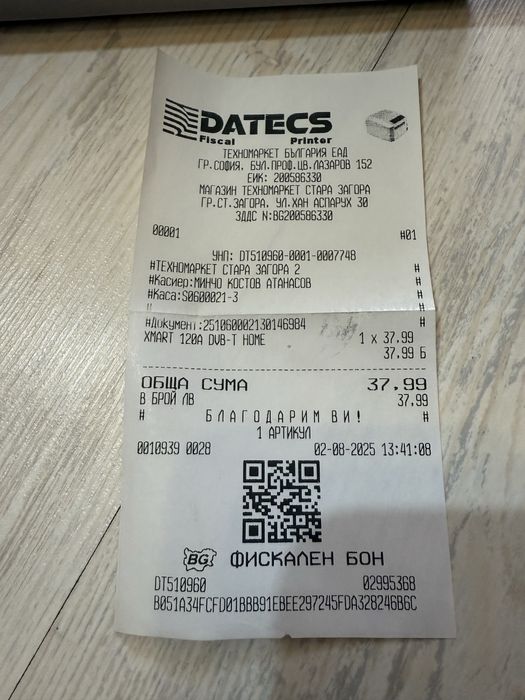 DATECS
Fiscal Printer
ТЕХНОМАРКЕТ БЪЛГАРИЯ ЕАД
ГР.СОФИЯ, БУЛ.ПРОФ.ЦВ.ЛАЗАРОВ 152
ЕИК: 200586330
МАГАЗИН ТЕХНОМАРКЕТ СТАРА ЗАГОРА
ГР.СТ.ЗАГОРА, УЛ.ХАН АСПАРУХ 30
ЗДДС N:BG200586330
00001 #01
УНП: DT510960-0001-0007748
#ТЕХНОМАРКЕТ СТАРА ЗАГОРА 2 #
#Касиер:МИНЧО КОСТОВ АТАНАСОВ #
#Каса:S0600021-3 #
# #
#Документ:251060002130146984 #
XMART 120A DVB-T HOME 1 x 37.99
37.99 Б
ОБЩА СУМА 37.99
В БРОЙ ЛВ 37.99
# БЛАГОДАРИМ ВИ! #
1 АРТИКУЛ
0010939 0028 02-08-2025 13:41:08
BG ФИСКАЛЕН БОН
DT510960 02995368
B051A34FCFD01BBB91EBEE297245FDA328246B6C